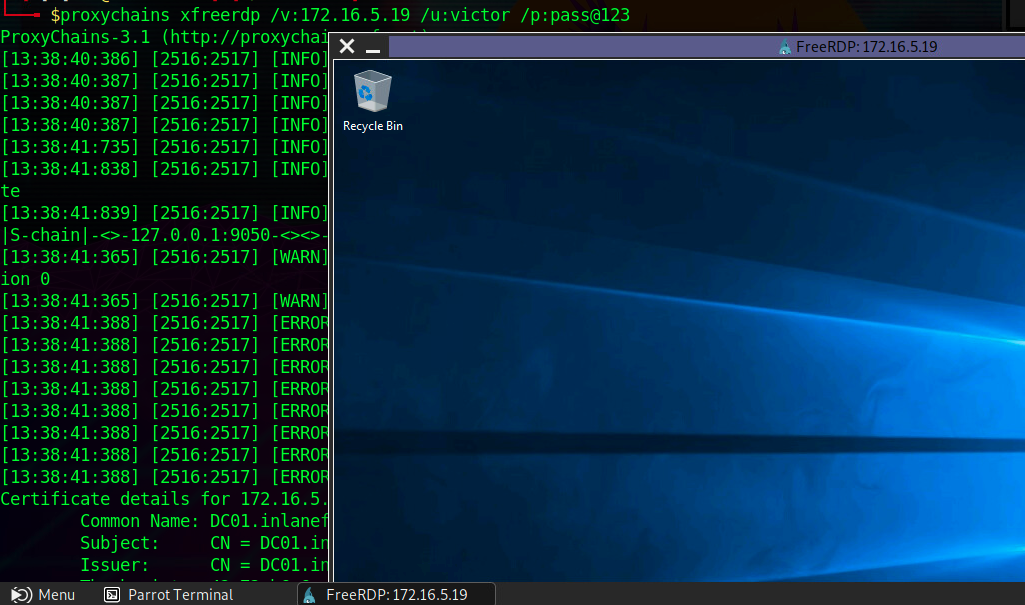 $proxychains xfreerdp /v:172.16.5.19 /u:victor /p:pass@123
ProxyChains-3.1 (http://proxychai
FreeRDP: 172.16.5.19
[13:38:40:386] [2516:2517] [INFO]
[13:38:40:387] [2516:2517] [INFO]
[13:38:40:387] [2516:2517] [INFO]
[13:38:40:387] [2516:2517] [INFO]
[13:38:41:735] [2516:2517] [INFO]
[13:38:41:838] [2516:2517] [INFO]
te
[13:38:41:839] [2516:2517] [INFO]
|S-chain|-<>-127.0.0.1:9050-<><>-
[13:38:41:365] [2516:2517] [WARN]
ion 0
[13:38:41:365] [2516:2517] [WARN]
[13:38:41:388] [2516:2517] [ERROR
[13:38:41:388] [2516:2517] [ERROR
[13:38:41:388] [2516:2517] [ERROR
[13:38:41:388] [2516:2517] [ERROR
[13:38:41:388] [2516:2517] [ERROR
[13:38:41:388] [2516:2517] [ERROR
[13:38:41:388] [2516:2517] [ERROR
[13:38:41:388] [2516:2517] [ERROR
Certificate details for 172.16.5.
Common Name: DC01.inlanef
Subject: CN = DC01.in
Issuer: CN = DC01.in
Recycle Bin
Menu
Parrot Terminal
FreeRDP: 172.16.5.19